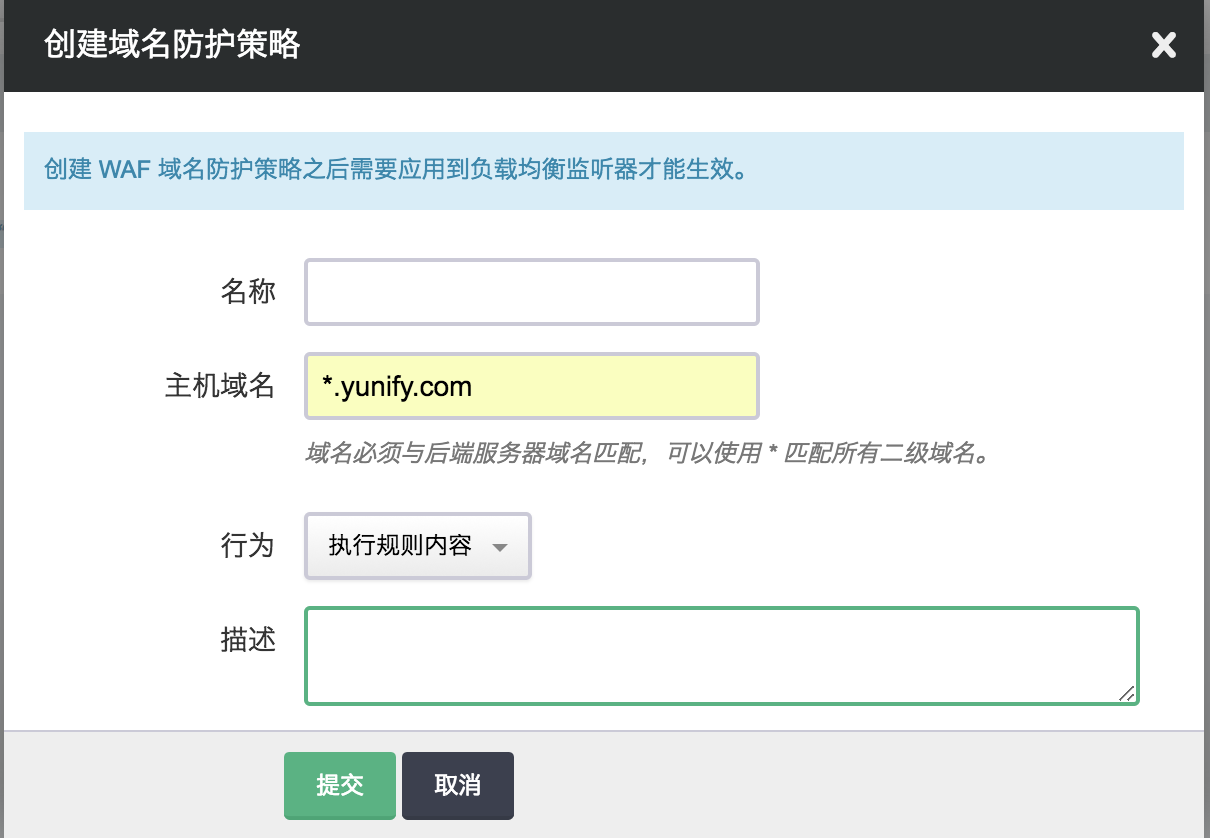 创建域名防护策略
创建 WAF 域名防护策略之后需要应用到负载均衡监听器才能生效。
名称
主机域名
*.yunify.com
域名必须与后端服务器域名匹配，可以使用 * 匹配所有二级域名。
行为
执行规则内容
描述
提交 取消